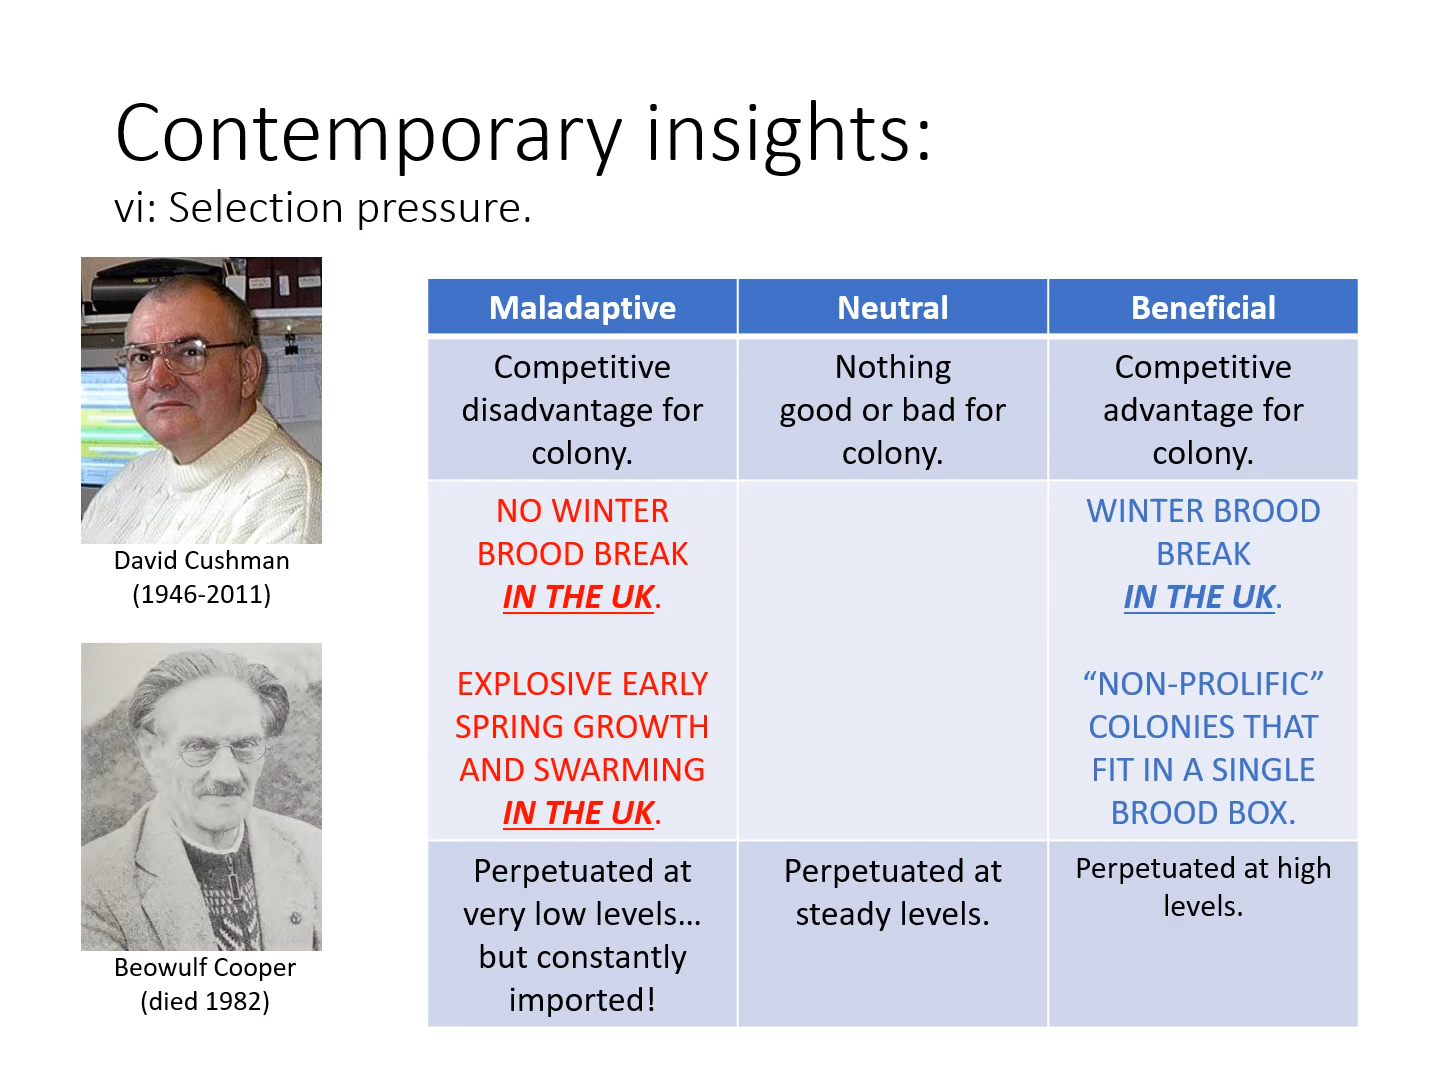 Contemporary insights:
vi: Selection pressure.
David Cushman
(1946-2011)
Beowulf Cooper
(died 1982)
Maladaptive
Neutral
Beneficial
Competitive
disadvantage for
colony.
Nothing
good or bad for
colony.
Competitive
advantage for
colony.
NO WINTER
BROOD BREAK
IN THE UK.
EXPLOSIVE EARLY
SPRING GROWTH
AND SWARMING
IN THE UK.
WINTER BROOD
BREAK
IN THE UK.
“NON-PROLIFIC”
COLONIES THAT
FIT IN A SINGLE
BROOD BOX.
Perpetuated at
very low levels…
but constantly
imported!
Perpetuated at
steady levels.
Perpetuated at high
levels.